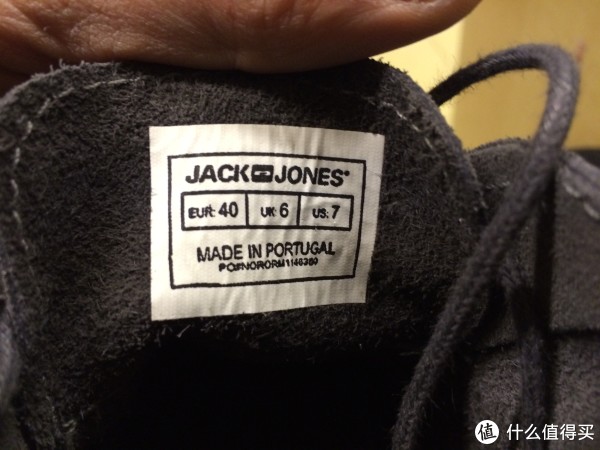 JACK JONES®
EUR: 40 UK: 6 US: 7
MADE IN PORTUGAL
值 什么值得买